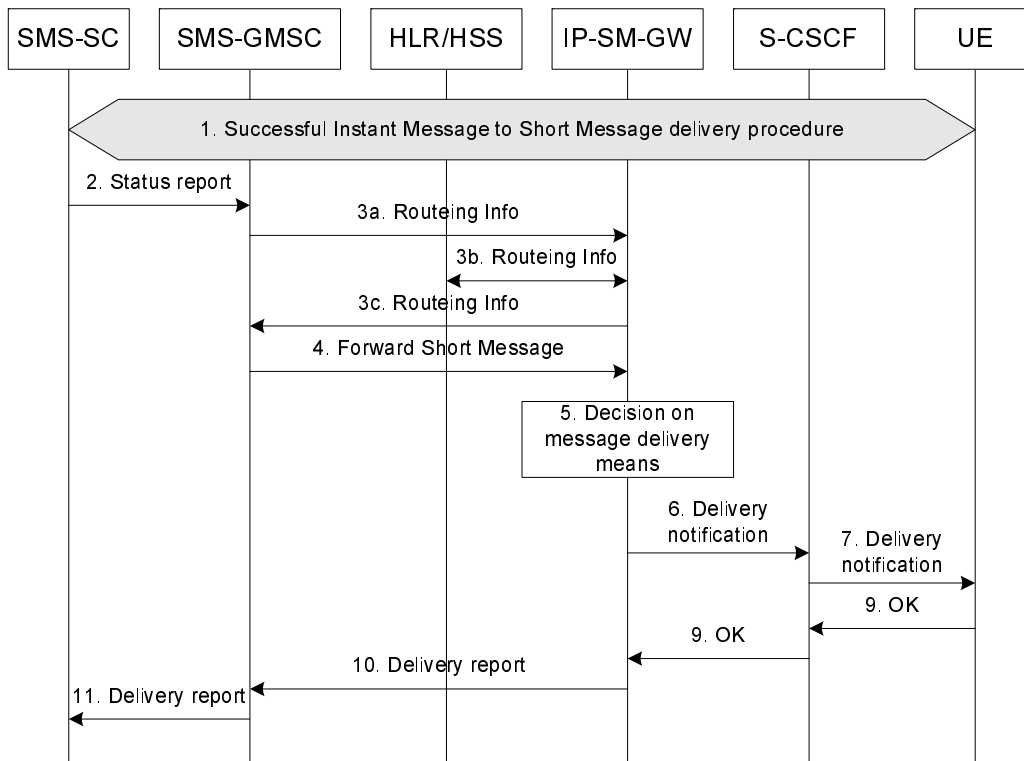 SMS-SC
SMS-GMSC
HLR/HSS
IP-SM-GW
S-CSCF
UE
1. Successful Instant Message to Short Message delivery procedure
2. Status report
3a. Routeing Info
3b. Routeing Info
3c. Routeing Info
4. Forward Short Message
5. Decision on
message delivery
means
6. Delivery
notification
7. Delivery
notification
9. OK
9. OK
10. Delivery report
11. Delivery report